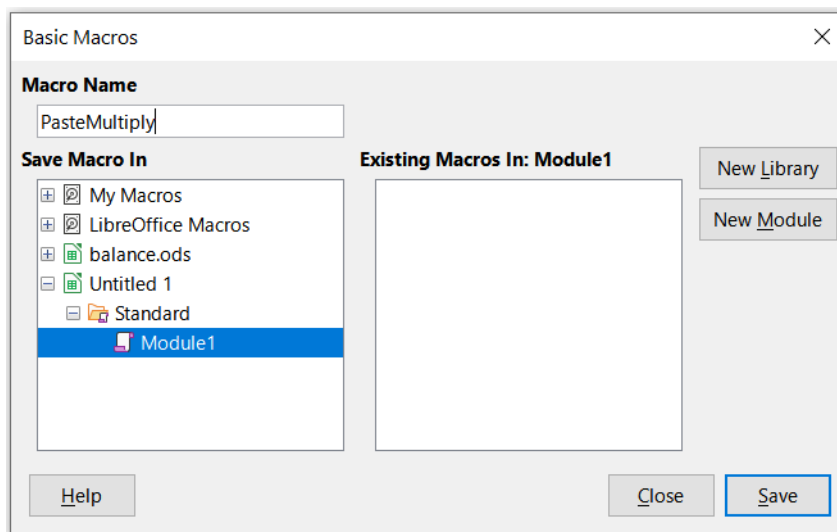 Basic Macros
Macro Name
PasteMultiply
Save Macro In
Existing Macros In: Module1
My Macros
LibreOffice Macros
balance.ods
Untitled 1
Standard
Module1
New Library
New Module
Help
Close
Save